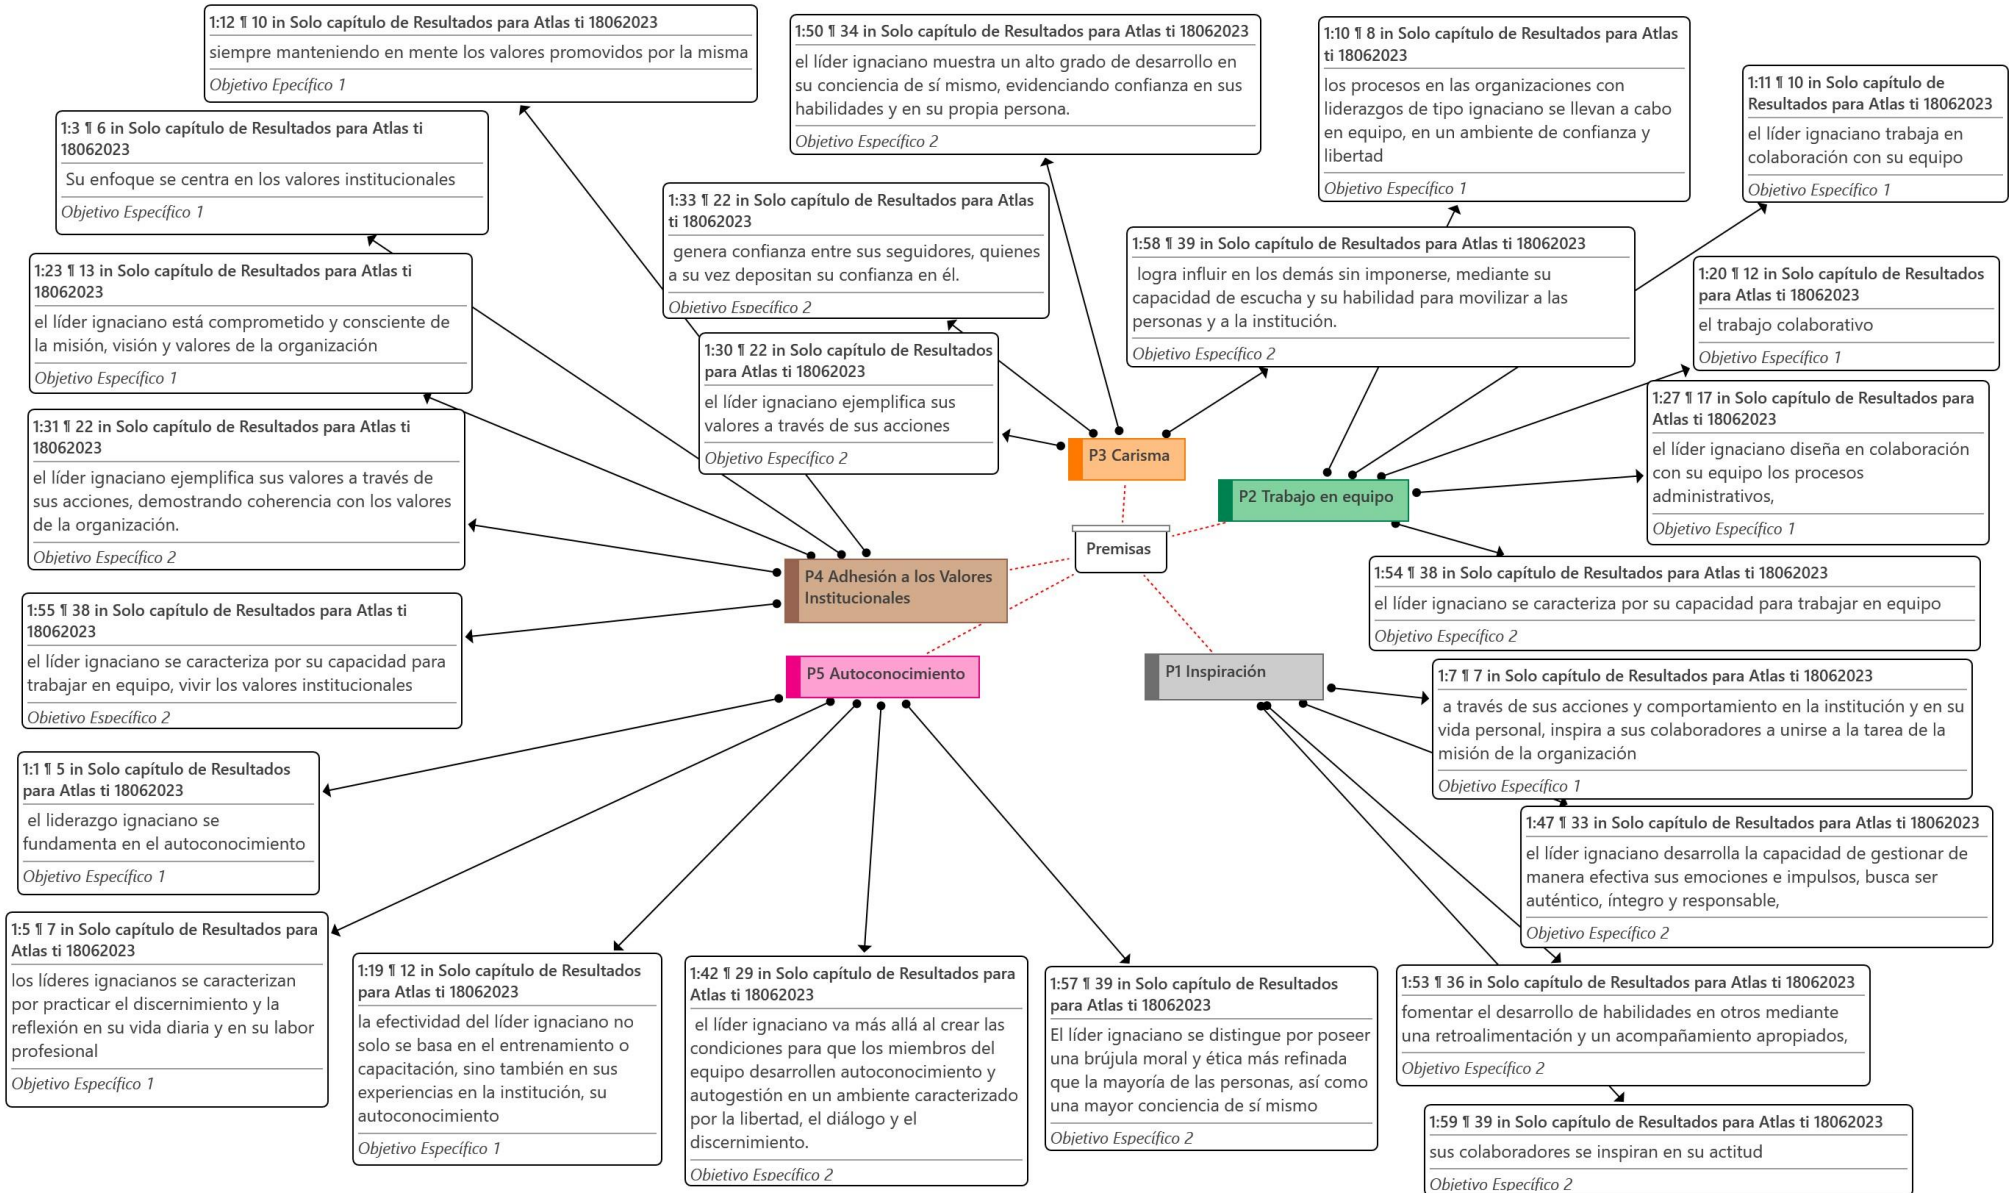 1:12 ¶ 10 in Solo capítulo de Resultados para Atlas ti 18062023
siempre manteniendo en mente los valores promovidos por la misma
Objetivo Epecífico 1
1:50 ¶ 34 in Solo capítulo de Resultados para Atlas ti 18062023
el líder ignaciano muestra un alto grado de desarrollo en
su conciencia de sí mismo, evidenciando confianza en sus
habilidades y en su propia persona.
Objetivo Específico 2
1:10 ¶ 8 in Solo capítulo de Resultados para Atlas
ti 18062023
los procesos en las organizaciones con
liderazgos de tipo ignaciano se llevan a cabo
en equipo, en un ambiente de confianza y
libertad
Objetivo Específico 1
1:11 ¶ 10 in Solo capítulo de
Resultados para Atlas ti 18062023
el líder ignaciano trabaja en
colaboración con su equipo
Objetivo Específico 1
1:3 ¶ 6 in Solo capítulo de Resultados para Atlas ti
18062023
Su enfoque se centra en los valores institucionales
Objetivo Específico 1
1:33 ¶ 22 in Solo capítulo de Resultados para Atlas
ti 18062023
genera confianza entre sus seguidores, quienes
a su vez depositan su confianza en él.
Objetivo Específico 2
1:58 ¶ 39 in Solo capítulo de Resultados para Atlas ti 18062023
logra influir en los demás sin imponerse, mediante su
capacidad de escucha y su habilidad para movilizar a las
personas y a la institución.
Objetivo Específico 2
1:20 ¶ 12 in Solo capítulo de Resultados
para Atlas ti 18062023
el trabajo colaborativo
Objetivo Específico 1
1:23 ¶ 13 in Solo capítulo de Resultados para Atlas ti
18062023
el líder ignaciano está comprometido y consciente de
la misión, visión y valores de la organización
Objetivo Específico 1
1:30 ¶ 22 in Solo capítulo de Resultados
para Atlas ti 18062023
el líder ignaciano ejemplifica sus
valores a través de sus acciones
Objetivo Específico 2
1:27 ¶ 17 in Solo capítulo de Resultados para
Atlas ti 18062023
el líder ignaciano diseña en colaboración
con su equipo los procesos
administrativos,
Objetivo Específico 1
1:31 ¶ 22 in Solo capítulo de Resultados para Atlas ti
18062023
el líder ignaciano ejemplifica sus valores a través de
sus acciones, demostrando coherencia con los valores
de la organización.
Objetivo Específico 2
P3 Carisma
P2 Trabajo en equipo
Premisas
P4 Adhesión a los Valores
Institucionales
1:54 ¶ 38 in Solo capítulo de Resultados para Atlas ti 18062023
el líder ignaciano se caracteriza por su capacidad para trabajar en equipo
Objetivo Específico 2
1:55 ¶ 38 in Solo capítulo de Resultados para Atlas ti
18062023
el líder ignaciano se caracteriza por su capacidad para
trabajar en equipo, vivir los valores institucionales
Objetivo Específico 2
P5 Autoconocimiento
P1 Inspiración
1:7 ¶ 7 in Solo capítulo de Resultados para Atlas ti 18062023
a través de sus acciones y comportamiento en la institución y en su
vida personal, inspira a sus colaboradores a unirse a la tarea de la
misión de la organización
Objetivo Específico 1
1:1 ¶ 5 in Solo capítulo de Resultados
para Atlas ti 18062023
el liderazgo ignaciano se
fundamenta en el autoconocimiento
Objetivo Específico 1
1:47 ¶ 33 in Solo capítulo de Resultados para Atlas ti 18062023
el líder ignaciano desarrolla la capacidad de gestionar de
manera efectiva sus emociones e impulsos, busca ser
auténtico, íntegro y responsable,
Objetivo Específico 2
1:5 ¶ 7 in Solo capítulo de Resultados para
Atlas ti 18062023
los líderes ignacianos se caracterizan
por practicar el discernimiento y la
reflexión en su vida diaria y en su labor
profesional
Objetivo Específico 1
1:19 ¶ 12 in Solo capítulo de Resultados
para Atlas ti 18062023
la efectividad del líder ignaciano no
solo se basa en el entrenamiento o
capacitación, sino también en sus
experiencias en la institución, su
autoconocimiento
Objetivo Específico 1
1:42 ¶ 29 in Solo capítulo de Resultados para
Atlas ti 18062023
el líder ignaciano va más allá al crear las
condiciones para que los miembros del
equipo desarrollen autoconocimiento y
autogestión en un ambiente caracterizado
por la libertad, el diálogo y el
discernimiento.
Objetivo Específico 2
1:57 ¶ 39 in Solo capítulo de Resultados
para Atlas ti 18062023
El líder ignaciano se distingue por poseer
una brújula moral y ética más refinada
que la mayoría de las personas, así como
una mayor conciencia de sí mismo
Objetivo Específico 2
1:53 ¶ 36 in Solo capítulo de Resultados para Atlas ti 18062023
fomentar el desarrollo de habilidades en otros mediante
una retroalimentación y un acompañamiento apropiados,
Objetivo Específico 2
1:59 ¶ 39 in Solo capítulo de Resultados para Atlas ti 18062023
sus colaboradores se inspiran en su actitud
Objetivo Específico 2